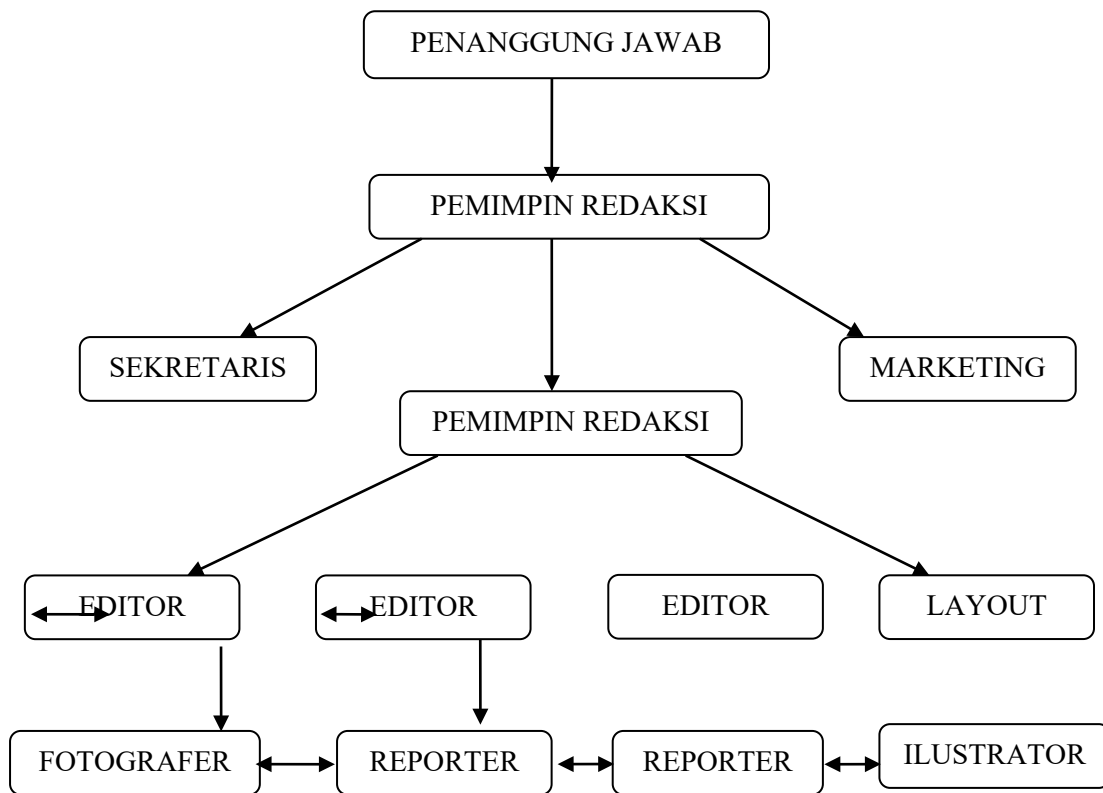 PENANGGUNG JAWAB
PEMIMPIN REDAKSI
SEKRETARIS
MARKETING
PEMIMPIN REDAKSI
EDITOR
EDITOR
EDITOR
LAYOUT
FOTOGRAFER
REPORTER
REPORTER
ILUSTRATOR